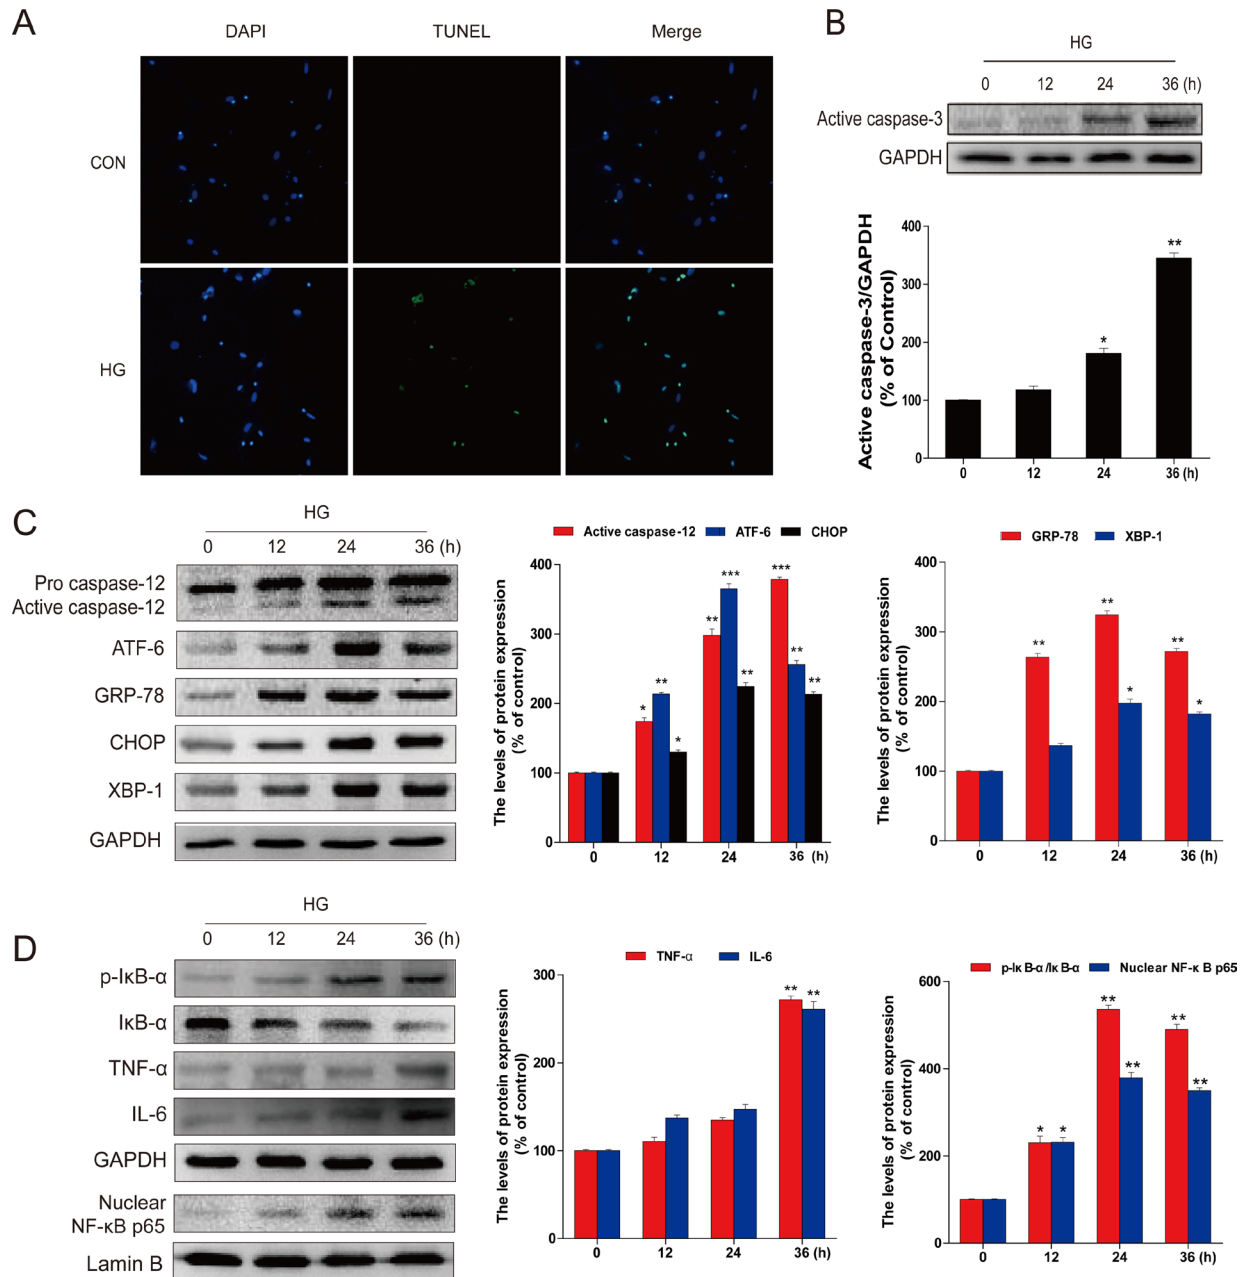 A
DAPI
TUNEL
Merge
CON
HG
B
HG
0 12 24 36 (h)
Active caspase-3
GAPDH
Active caspase-3/GAPDH
(% of Control)
400
300
200
100
0
*
**
0 12 24 36 (h)
C
HG
0 12 24 36 (h)
Pro caspase-12
Active caspase-12
ATF-6
GRP-78
CHOP
XBP-1
GAPDH
Active caspase-12 ATF-6 CHOP
The levels of protein expression
(% of control)
400
300
200
100
0
* ** *
** *** **
*** ** **
0 12 24 36 (h)
GRP-78 XBP-1
The levels of protein expression
(% of control)
400
300
200
100
0
**
** *
** *
0 12 24 36 (h)
D
HG
0 12 24 36 (h)
p-IκB-α
IκB-α
TNF-α
IL-6
GAPDH
Nuclear
NF-κB p65
Lamin B
TNF-α IL-6
The levels of protein expression
(% of control)
300
200
100
0
** **
0 12 24 36 (h)
p-Iκ B-α/Iκ B-α Nuclear NF-κ B p65
The levels of protein expression
(% of control)
600
400
200
0
* *
** **
** **
0 12 24 36 (h)